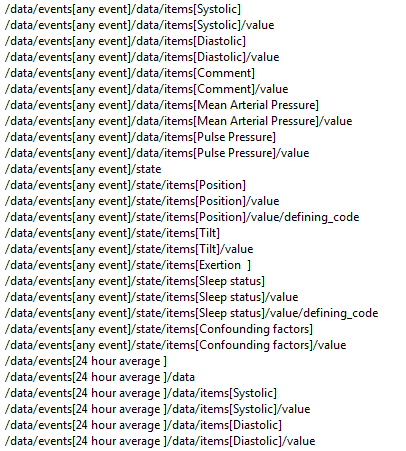 /data/events[any event]/data/items[Systolic]
/data/events[any event]/data/items[Systolic]/value
/data/events[any event]/data/items[Diastolic]
/data/events[any event]/data/items[Diastolic]/value
/data/events[any event]/data/items[Comment]
/data/events[any event]/data/items[Comment]/value
/data/events[any event]/data/items[Mean Arterial Pressure]
/data/events[any event]/data/items[Mean Arterial Pressure]/value
/data/events[any event]/data/items[Pulse Pressure]
/data/events[any event]/data/items[Pulse Pressure]/value
/data/events[any event]/state
/data/events[any event]/state/items[Position]
/data/events[any event]/state/items[Position]/value
/data/events[any event]/state/items[Position]/value/defining_code
/data/events[any event]/state/items[Tilt]
/data/events[any event]/state/items[Tilt]/value
/data/events[any event]/state/items[Exertion  ]
/data/events[any event]/state/items[Sleep status]
/data/events[any event]/state/items[Sleep status]/value
/data/events[any event]/state/items[Sleep status]/value/defining_code
/data/events[any event]/state/items[Confounding factors]
/data/events[any event]/state/items[Confounding factors]/value
/data/events[24 hour average ]
/data/events[24 hour average ]/data
/data/events[24 hour average ]/data/items[Systolic]
/data/events[24 hour average ]/data/items[Systolic]/value
/data/events[24 hour average ]/data/items[Diastolic]
/data/events[24 hour average ]/data/items[Diastolic]/value